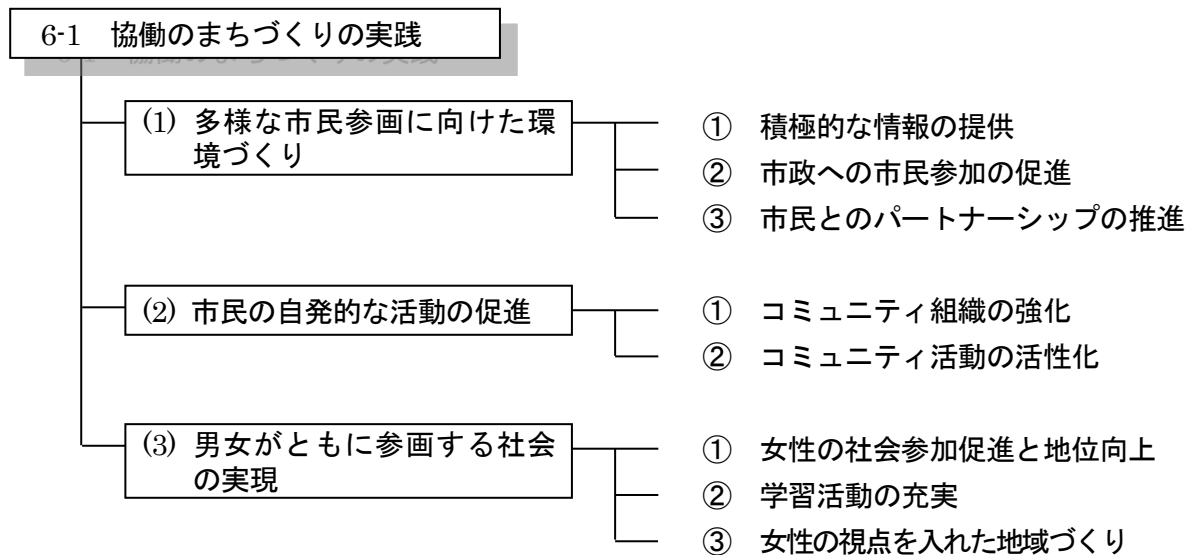 6-1 協働のまちづくりの実践
(1) 多様な市民参画に向けた環
境づくり
① 積極的な情報の提供
② 市政への市民参加の促進
③ 市民とのパートナーシップの推進
(2) 市民の自発的な活動の促進
① コミュニティ組織の強化
② コミュニティ活動の活性化
(3) 男女がともに参画する社会
の実現
① 女性の社会参加促進と地位向上
② 学習活動の充実
③ 女性の視点を入れた地域づくり